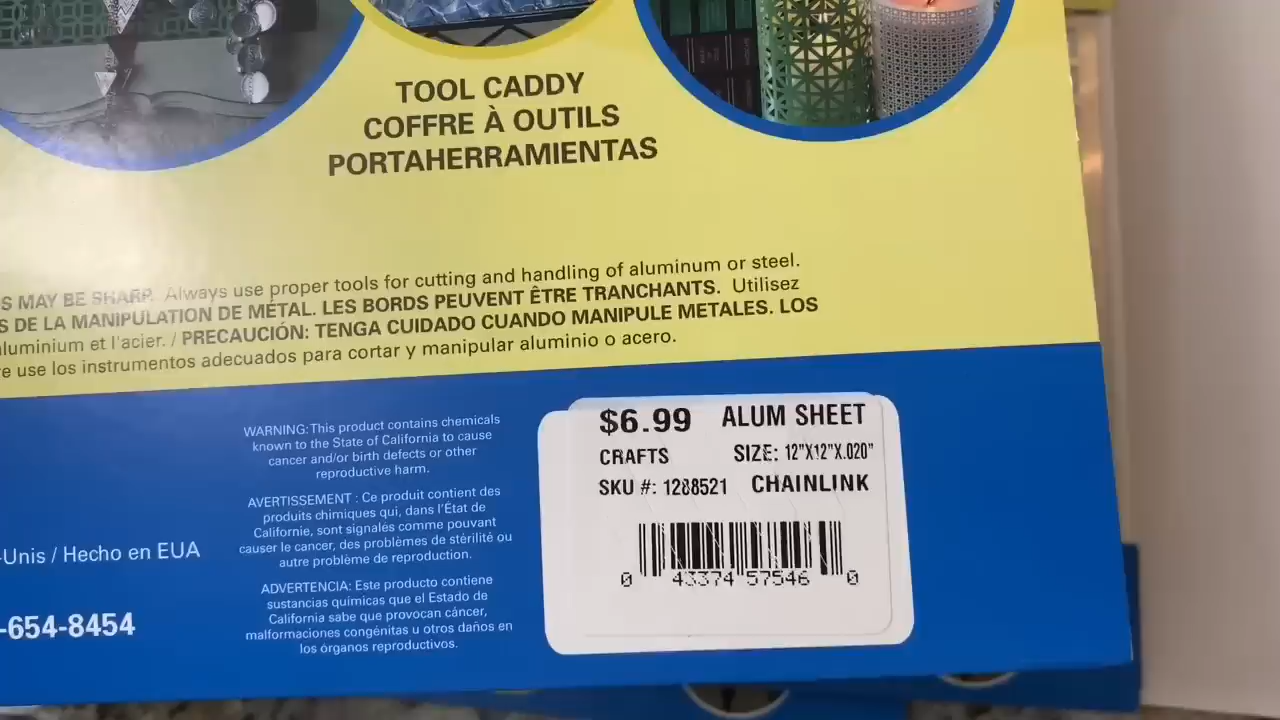 TOOL CADDY
COFFRE À OUTILS
PORTAHERRAMIENTAS
S MAY BE SHARP. Always use proper tools for cutting and handling of aluminum or steel.
S DE LA MANIPULATION DE MÉTAL. LES BORDS PEUVENT ÊTRE TRANCHANTS. Utilisez
aluminium et l'acier. / PRECAUCIÓN: TENGA CUIDADO CUANDO MANIPULE METALES. LOS
e use los instrumentos adecuados para cortar y manipular aluminio o acero.
WARNING: This product contains chemicals
known to the State of California to cause
cancer and/or birth defects or other
reproductive harm.
AVERTISSEMENT : Ce produit contient des
produits chimiques qui, dans l'État de
Californie, sont signalés comme pouvant
causer le cancer, des problèmes de stérilité ou
autre problème de reproduction.
ADVERTENCIA: Este producto contiene
sustancias químicas que el Estado de
California sabe que provocan cáncer,
malformaciones congénitas u otros daños en
los órganos reproductivos.
-Unis / Hecho en EUA
-654-8454
$6.99 ALUM SHEET
CRAFTS SIZE: 12"X12"X.020"
SKU #: 1288521 CHAINLINK
0 43374 57546 0